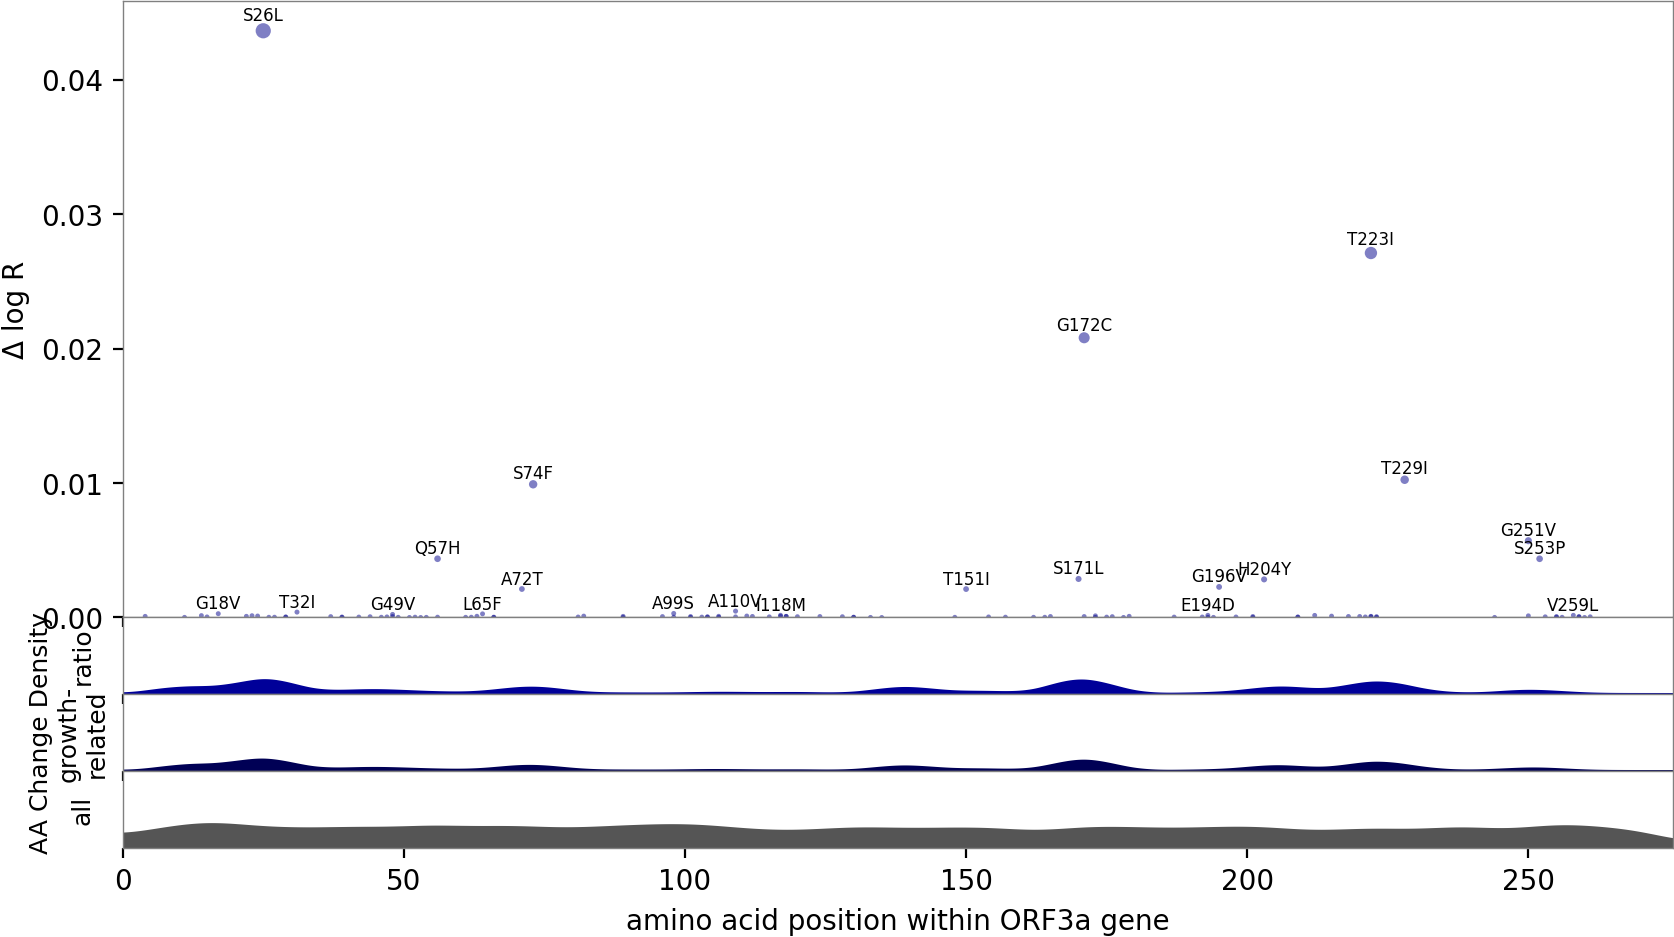 S26L
0.04
0.03
T223I
Δ log R
G172C
0.02
S74F
T229I
0.01
G251V
Q57H
S253P
A72T
T151I
S171L
G196V
H204Y
G18V
T32I
G49V
L65F
A99S
A110V
I118M
E194D
V259L
0.00
AA Change Density
ratio
growth-
related
all
0
50
100
150
200
250
amino acid position within ORF3a gene